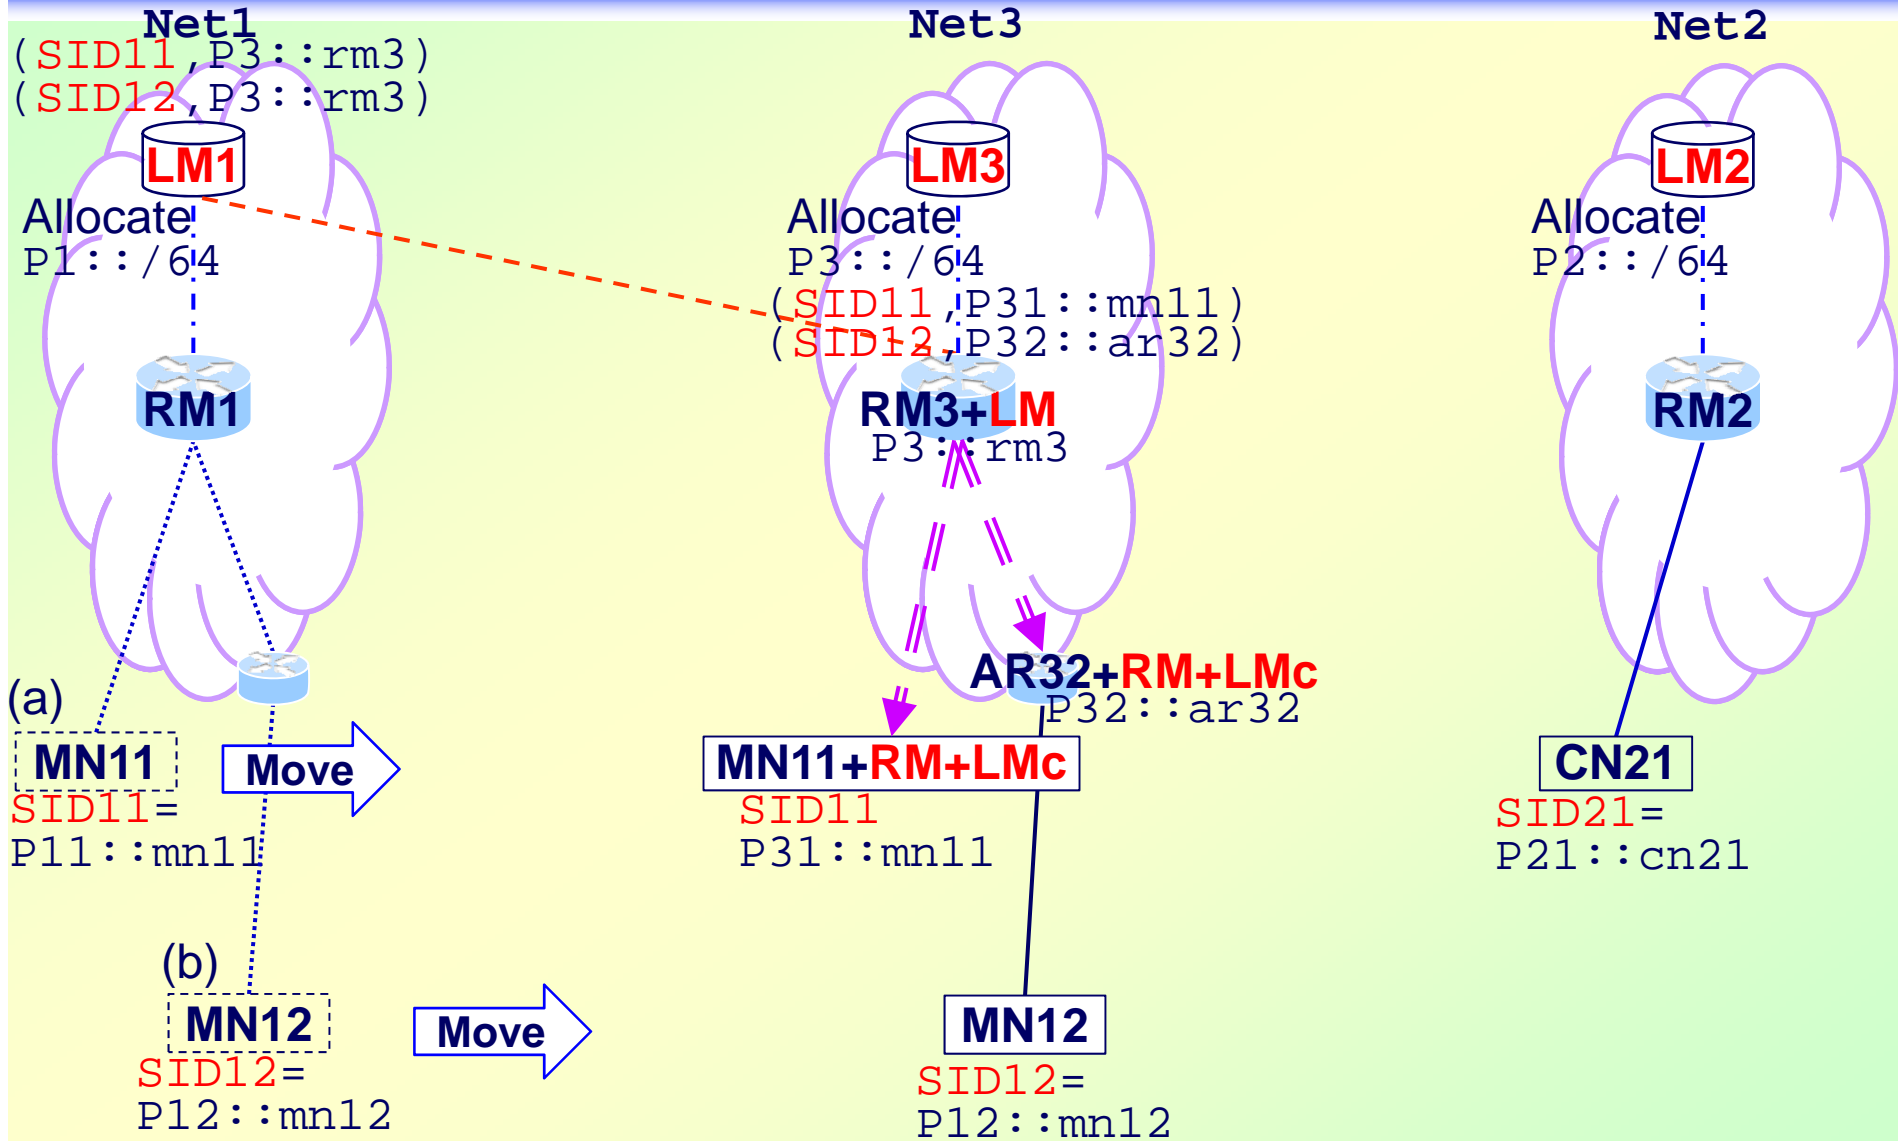 Net1
(SID11,P3::rm3)
(SID12,P3::rm3)
LM1
Allocate
P1::/64
RM1
(a)
MN11
SID11=
P11::mn11
Move
(b)
MN12
SID12=
P12::mn12
Move
Net3
LM3
Allocate
P3::/64
(SID11,P31::mn11)
(SID12,P32::ar32)
RM3+LM
P3::rm3
AR32+RM+LMc
P32::ar32
MN11+RM+LMc
SID11
P31::mn11
MN12
SID12=
P12::mn12
Net2
LM2
Allocate
P2::/64
RM2
CN21
SID21=
P21::cn21